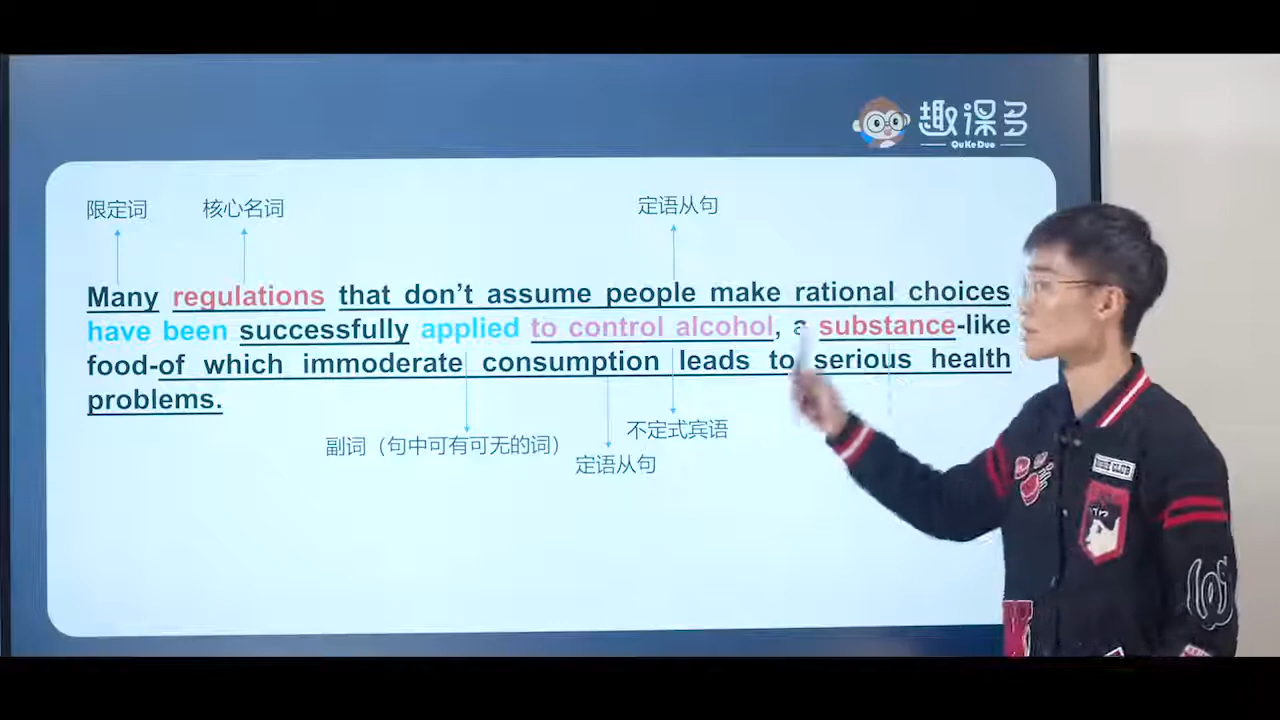 趣课多
QuKeDuo
限定词
核心名词
定语从句
Many regulations that don't assume people make rational choices
have been successfully applied to control alcohol, a substance-like
food-of which immoderate consumption leads to serious health
problems.
副词（句中可有可无的词）
不定式宾语
定语从句